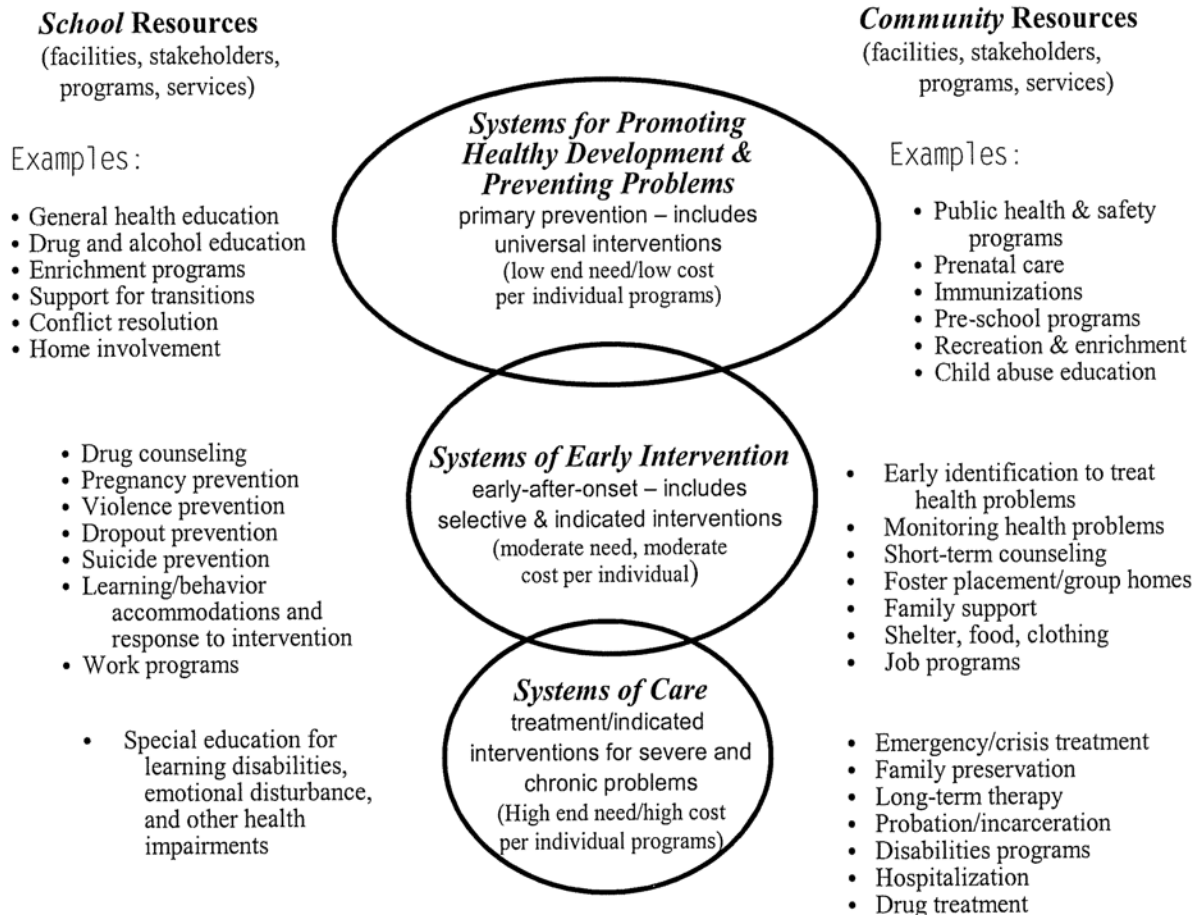 School Resources
(facilities, stakeholders,
programs, services)
Examples:
• General health education
• Drug and alcohol education
• Enrichment programs
• Support for transitions
• Conflict resolution
• Home involvement
• Drug counseling
• Pregnancy prevention
• Violence prevention
• Dropout prevention
• Suicide prevention
• Learning/behavior
accommodations and
response to intervention
• Work programs
• Special education for
learning disabilities,
emotional disturbance,
and other health
impairments
Systems for Promoting
Healthy Development &
Preventing Problems
primary prevention – includes
universal interventions
(low end need/low cost
per individual programs)
Systems of Early Intervention
early-after-onset – includes
selective & indicated interventions
(moderate need, moderate
cost per individual)
Systems of Care
treatment/indicated
interventions for severe and
chronic problems
(High end need/high cost
per individual programs)
Community Resources
(facilities, stakeholders,
programs, services)
Examples:
• Public health & safety
programs
• Prenatal care
• Immunizations
• Pre-school programs
• Recreation & enrichment
• Child abuse education
• Early identification to treat
health problems
• Monitoring health problems
• Short-term counseling
• Foster placement/group homes
• Family support
• Shelter, food, clothing
• Job programs
• Emergency/crisis treatment
• Family preservation
• Long-term therapy
• Probation/incarceration
• Disabilities programs
• Hospitalization
• Drug treatment